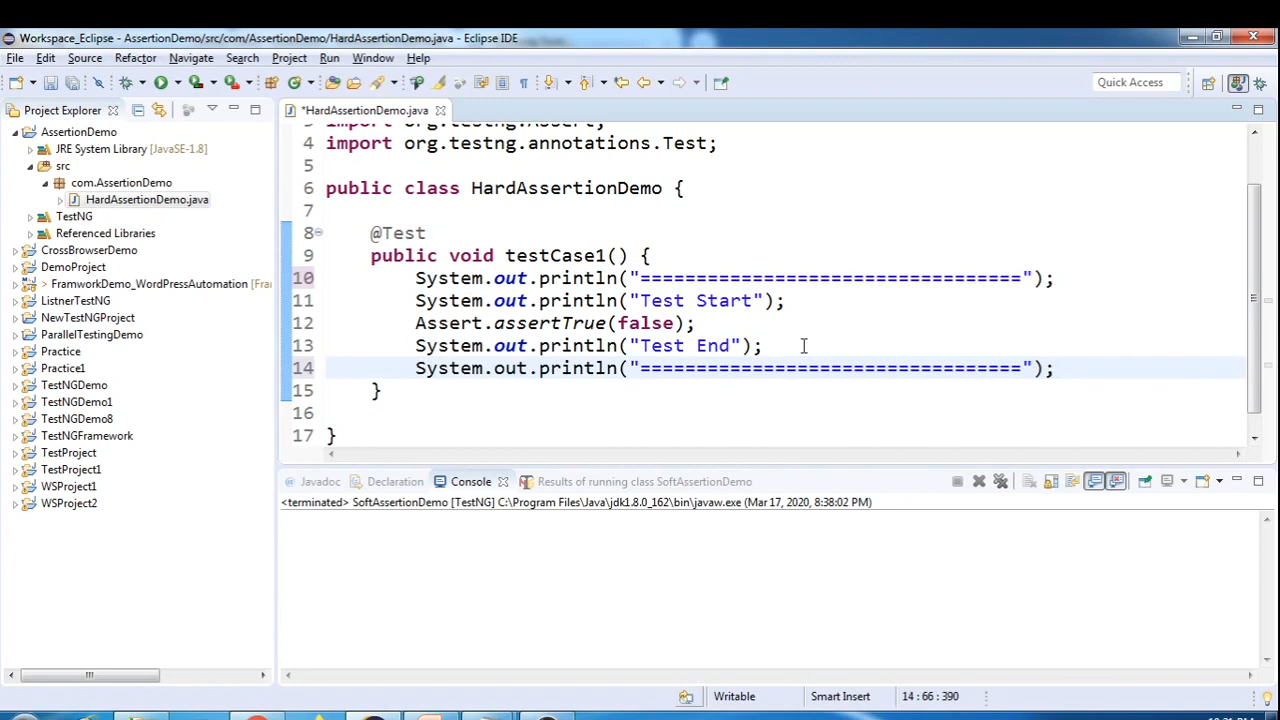 Workspace_Eclipse - AssertionDemo/src/com/AssertionDemo/HardAssertionDemo.java - Eclipse IDE
File Edit Source Refactor Navigate Search Project Run Window Help
Quick Access
Project Explorer
*HardAssertionDemo.java
AssertionDemo
JRE System Library [JavaSE-1.8]
src
com.AssertionDemo
HardAssertionDemo.java
TestNG
Referenced Libraries
CrossBrowserDemo
DemoProject
> FramworkDemo_WordPressAutomation [Fran
ListnerTestNG
NewTestNGProject
ParallelTestingDemo
Practice
Practice1
TestNGDemo
TestNGDemo1
TestNGDemo8
TestNGFramework
TestProject
TestProject1
WSProject1
WSProject2
3 import org.testng.Assert;
4 import org.testng.annotations.Test;
5
6 public class HardAssertionDemo {
7
8 @Test
9 public void testCase1() {
10 System.out.println("==================================");
11 System.out.println("Test Start");
12 Assert.assertTrue(false);
13 System.out.println("Test End");
14 System.out.println("==================================");
15 }
16
17 }
Javadoc Declaration Console Results of running class SoftAssertionDemo
<terminated> SoftAssertionDemo [TestNG] C:\Program Files\Java\jdk1.8.0_162\bin\javaw.exe (Mar 17, 2020, 8:38:02 PM)
Writable Smart Insert 14 : 66 : 390